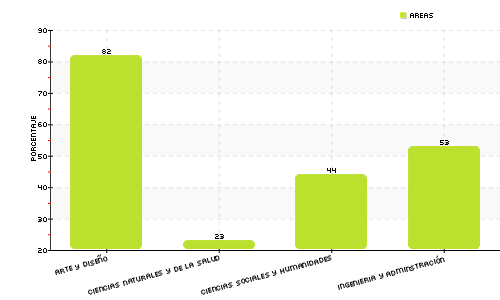 AREAS
90
80
70
60
50
40
30
20
PORCENTAJE
82
23
44
53
ARTE Y DISEÑO
CIENCIAS NATURALES Y DE LA SALUD
CIENCIAS SOCIALES Y HUMANIDADES
INGENIERIA Y ADMINSTRACIÓN